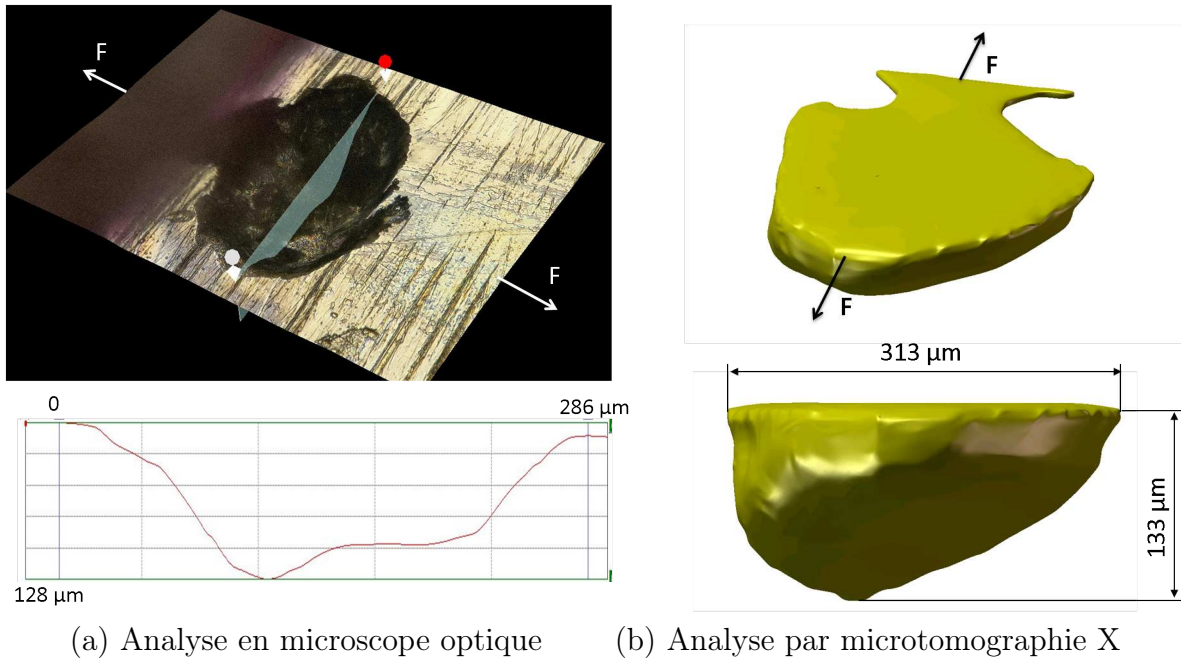 F
F
0
286 μm
128 μm
(a) Analyse en microscope optique
F
F
313 μm
133 μm
(b) Analyse par microtomographie X